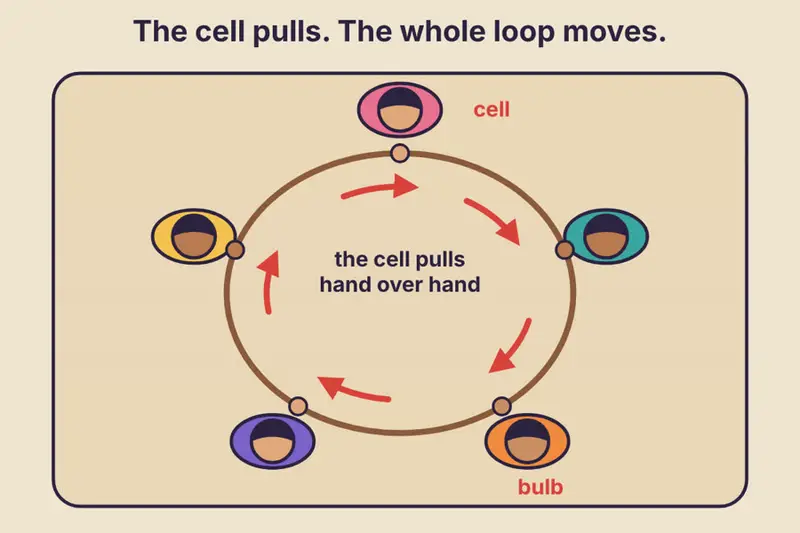 The cell pulls. The whole loop moves.
cell
the cell pulls
hand over hand
bulb